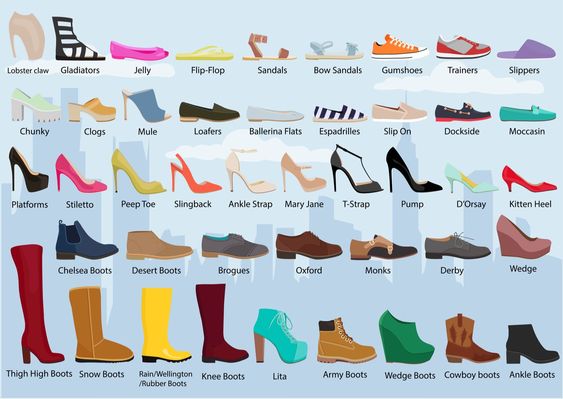 Lobster claw
Gladiators
Jelly
Flip-Flop
Sandals
Bow Sandals
Gumshoes
Trainers
Slippers
Chunky
Clogs
Mule
Loafers
Ballerina Flats
Espadrilles
Slip On
Dockside
Moccasin
Platforms
Stiletto
Peep Toe
Slingback
Ankle Strap
Mary Jane
T-Strap
Pump
D'Orsay
Kitten Heel
Chelsea Boots
Desert Boots
Brogues
Oxford
Monks
Derby
Wedge
Thigh High Boots
Snow Boots
Rain/Wellington
/Rubber Boots
Knee Boots
Lita
Army Boots
Wedge Boots
Cowboy boots
Ankle Boots